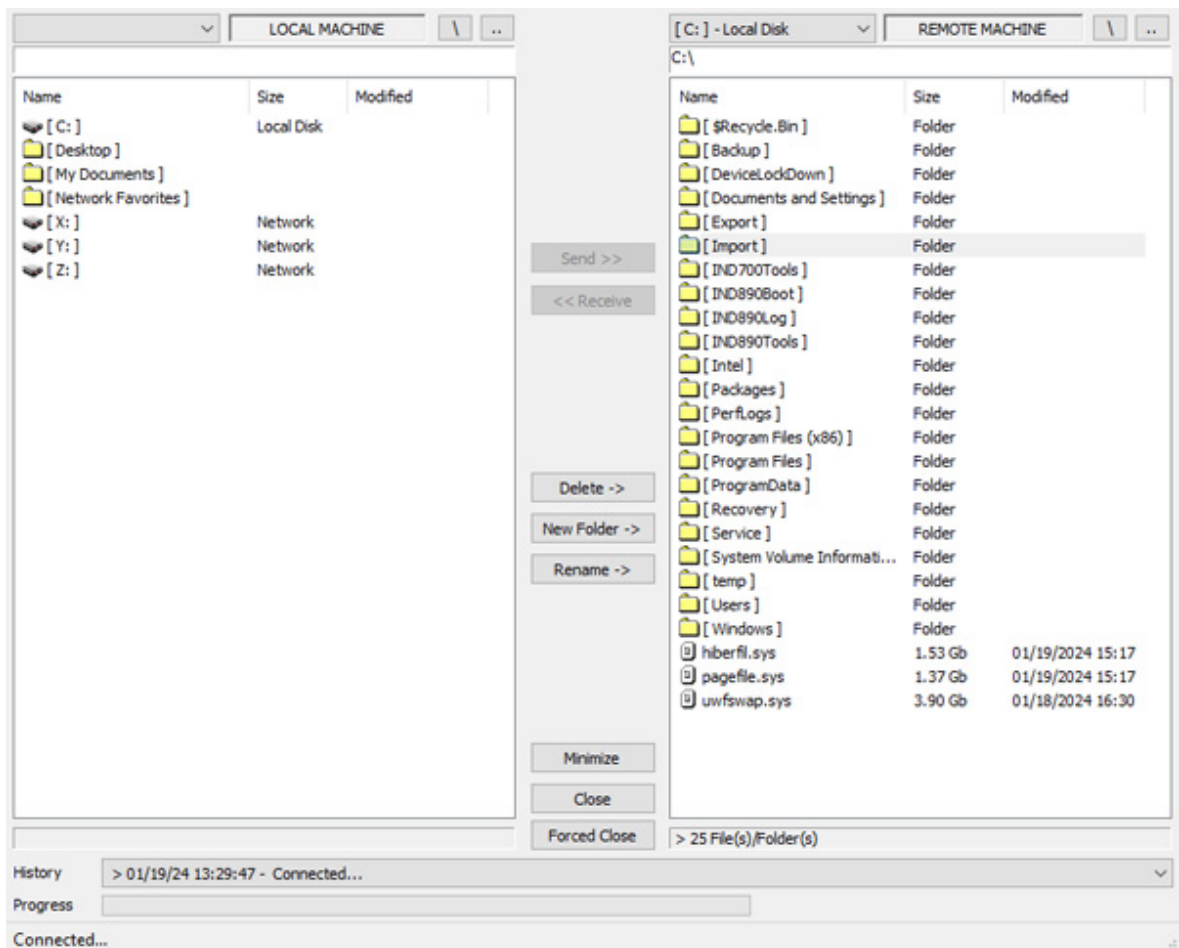 LOCAL MACHINE \ ..
Name Size Modified
[ C: ] Local Disk
[ Desktop ]
[ My Documents ]
[ Network Favorites ]
[ X: ] Network
[ Y: ] Network
[ Z: ] Network
Send >>
<< Receive
Delete ->
New Folder ->
Rename ->
Minimize
Close
Forced Close
[ C: ] - Local Disk REMOTE MACHINE \ ..
C:\
Name Size Modified
[ $Recycle.Bin ] Folder
[ Backup ] Folder
[ DeviceLockDown ] Folder
[ Documents and Settings ] Folder
[ Export ] Folder
[ Import ] Folder
[ IND700Tools ] Folder
[ IND890Boot ] Folder
[ IND890Log ] Folder
[ IND890Tools ] Folder
[ Intel ] Folder
[ Packages ] Folder
[ PerfLogs ] Folder
[ Program Files (x86) ] Folder
[ Program Files ] Folder
[ ProgramData ] Folder
[ Recovery ] Folder
[ Service ] Folder
[ System Volume Informati... Folder
[ temp ] Folder
[ Users ] Folder
[ Windows ] Folder
hiberfil.sys 1.53 Gb 01/19/2024 15:17
pagefile.sys 1.37 Gb 01/19/2024 15:17
uwfswap.sys 3.90 Gb 01/18/2024 16:30
> 25 File(s)/Folder(s)
History > 01/19/24 13:29:47 - Connected...
Progress
Connected...